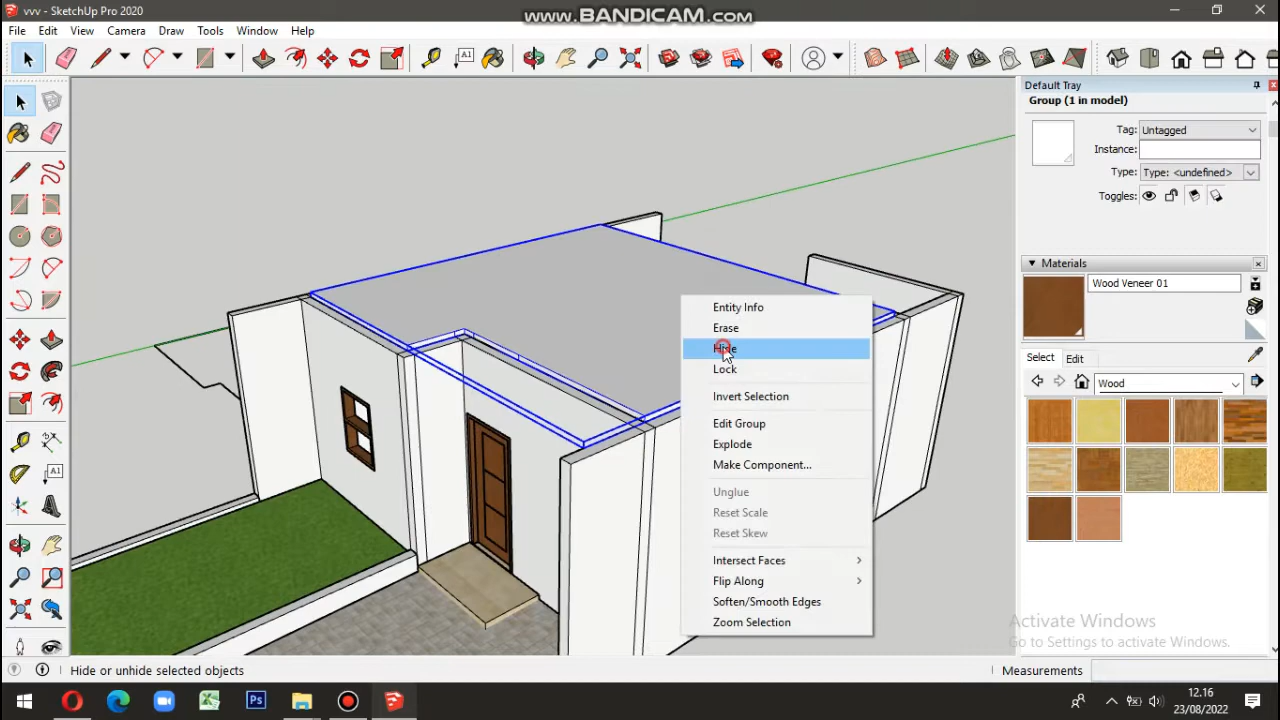 vvv - SketchUp Pro 2020
www.BANDICAM.com
File Edit View Camera Draw Tools Window Help
A1
Default Tray
Group (1 in model)
Tag: Untagged
Instance:
Type: Type: <undefined>
Toggles:
Materials
Wood Veneer 01
Select Edit
Wood
Entity Info
Erase
Hide
Lock
Invert Selection
Edit Group
Explode
Make Component...
Unglue
Reset Scale
Reset Skew
Intersect Faces
Flip Along
Soften/Smooth Edges
Zoom Selection
A1
Activate Windows
Go to Settings to activate Windows.
Hide or unhide selected objects
Measurements
Ps
12.16
23/08/2022